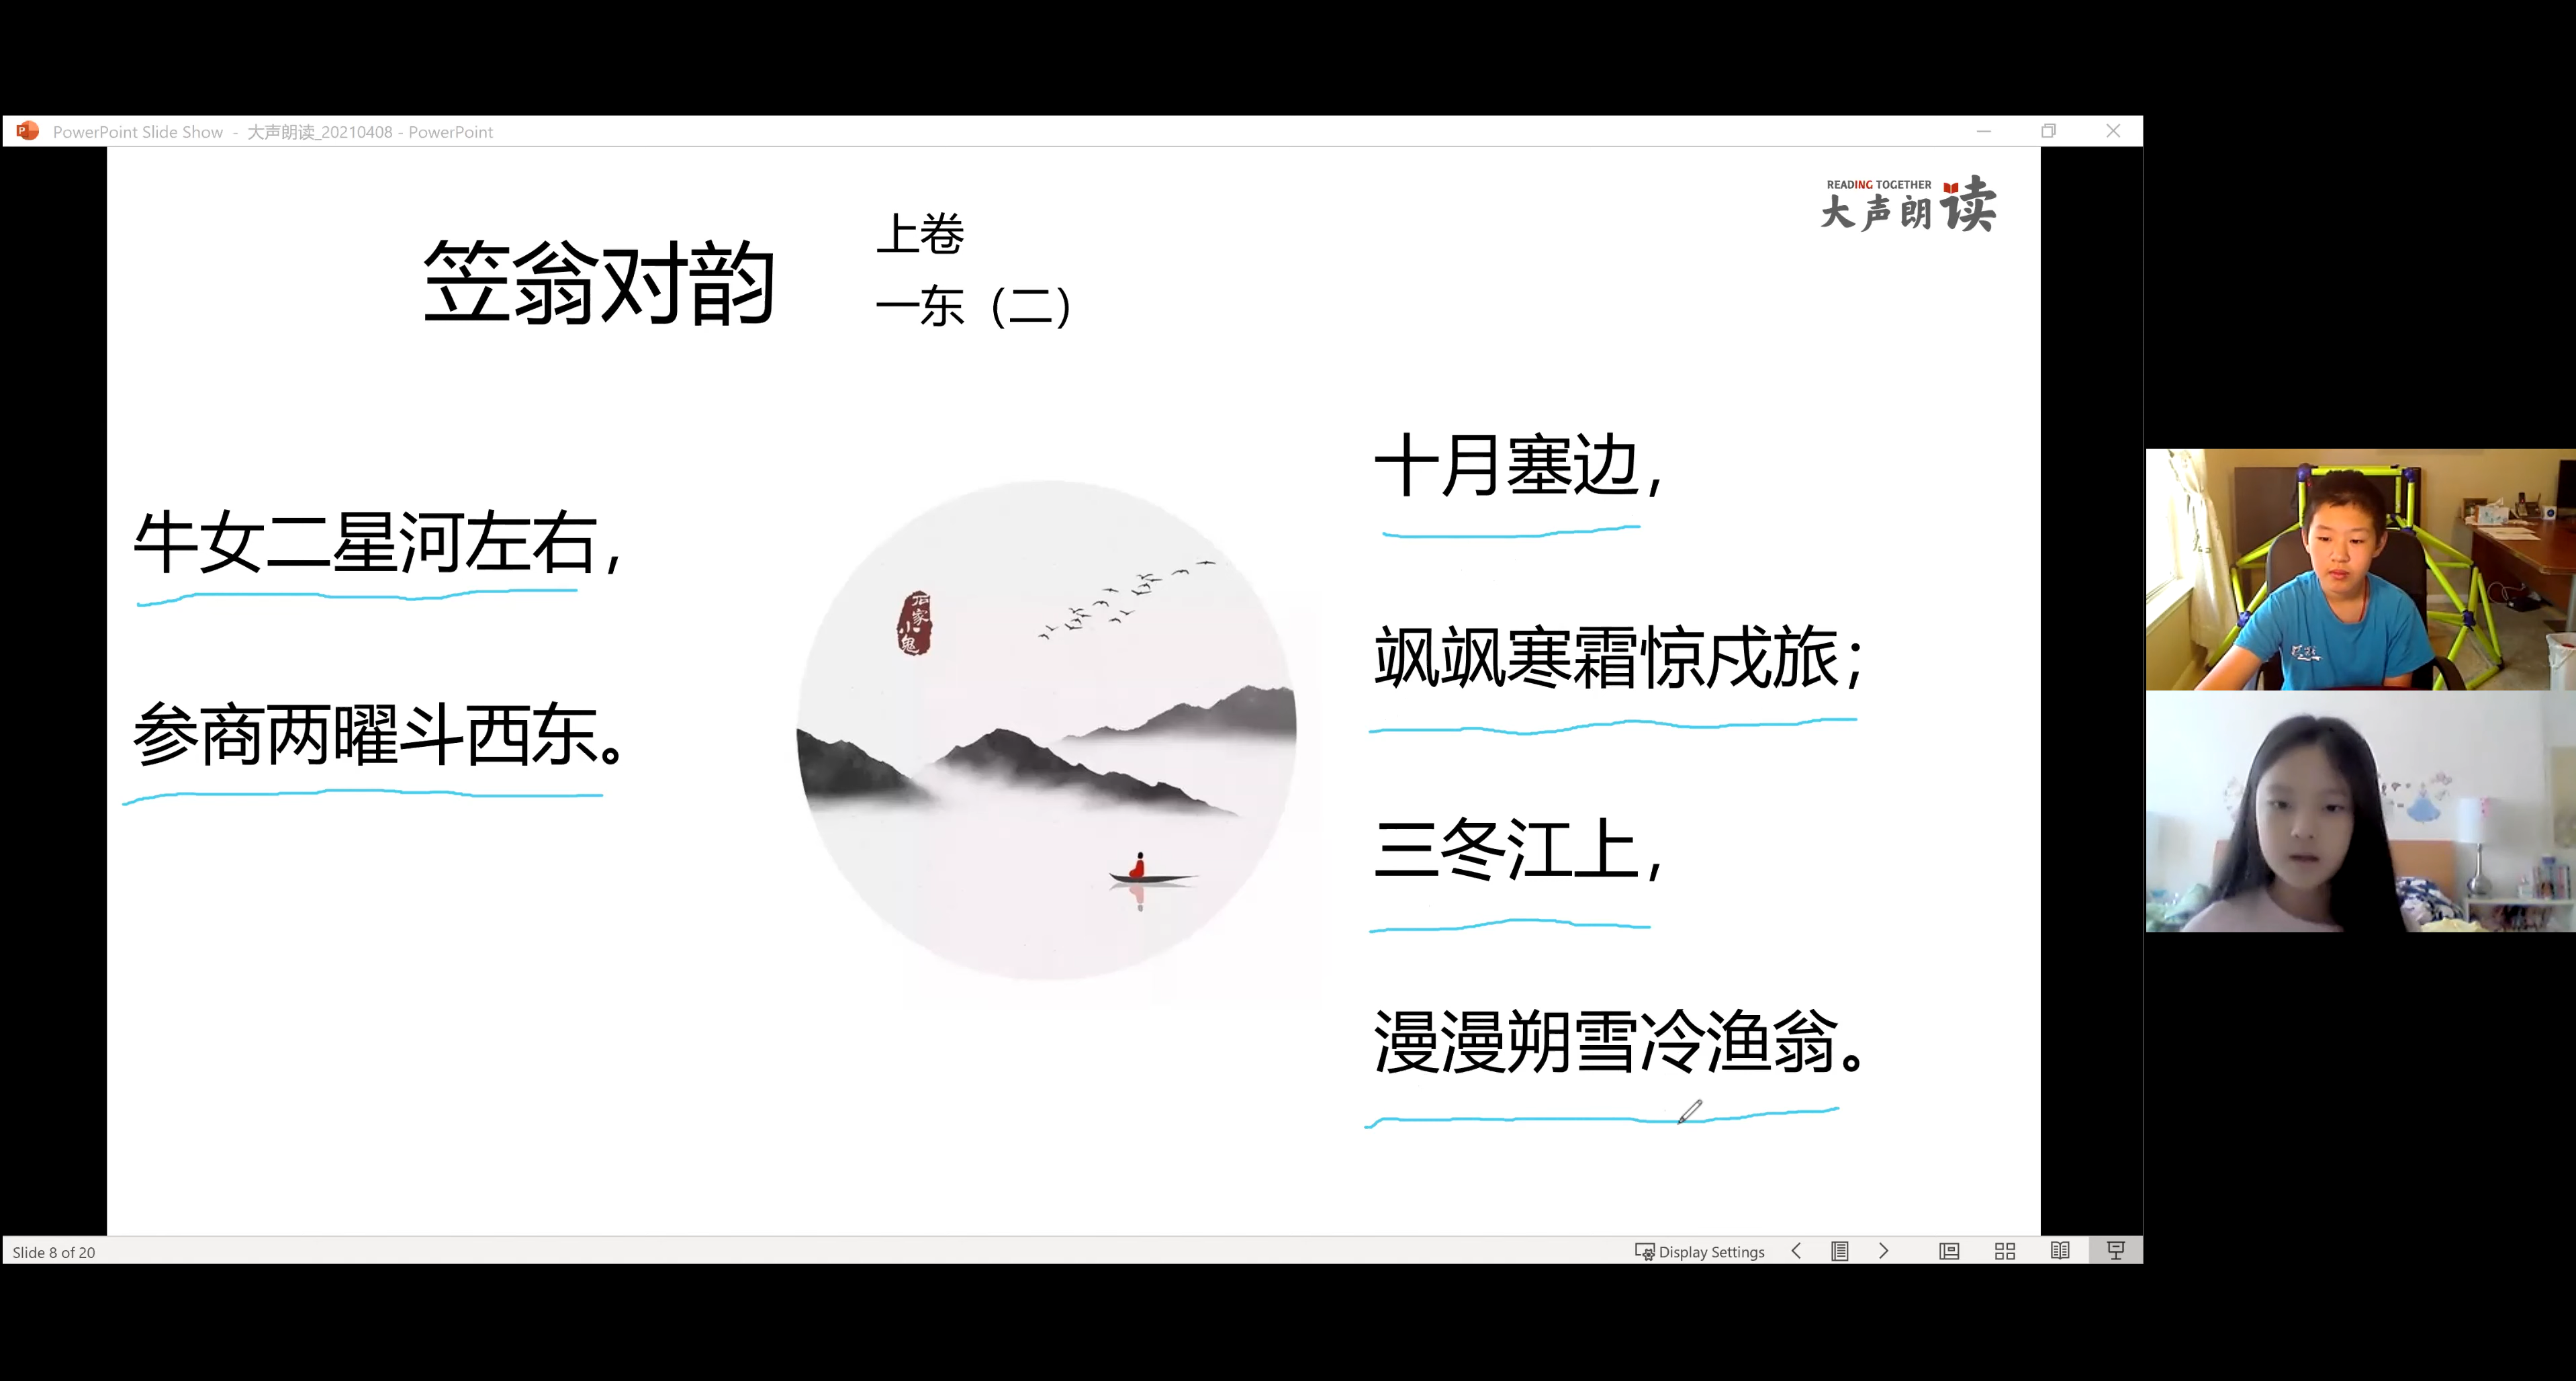 PowerPoint Slide Show - 大声朗读_20210408 - PowerPoint
READING TOGETHER
大声朗读
笠翁对韵
上卷
一东（二）
牛女二星河左右，
参商两曜斗西东。
十月塞边，
飒飒寒霜惊戍旅；
三冬江上，
漫漫朔雪冷渔翁。
Slide 8 of 20
Display Settings